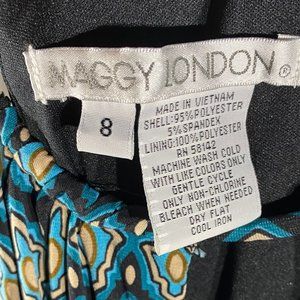 MAGGY LONDON ®
8
MADE IN VIETNAM
SHELL:95%POLYESTER
5%SPANDEX
LINING:100%POLYESTER
RN 58142
MACHINE WASH COLD
WITH LIKE COLORS ONLY
GENTLE CYCLE
ONLY NON-CHLORINE
BLEACH WHEN NEEDED
DRY FLAT
COOL IRON